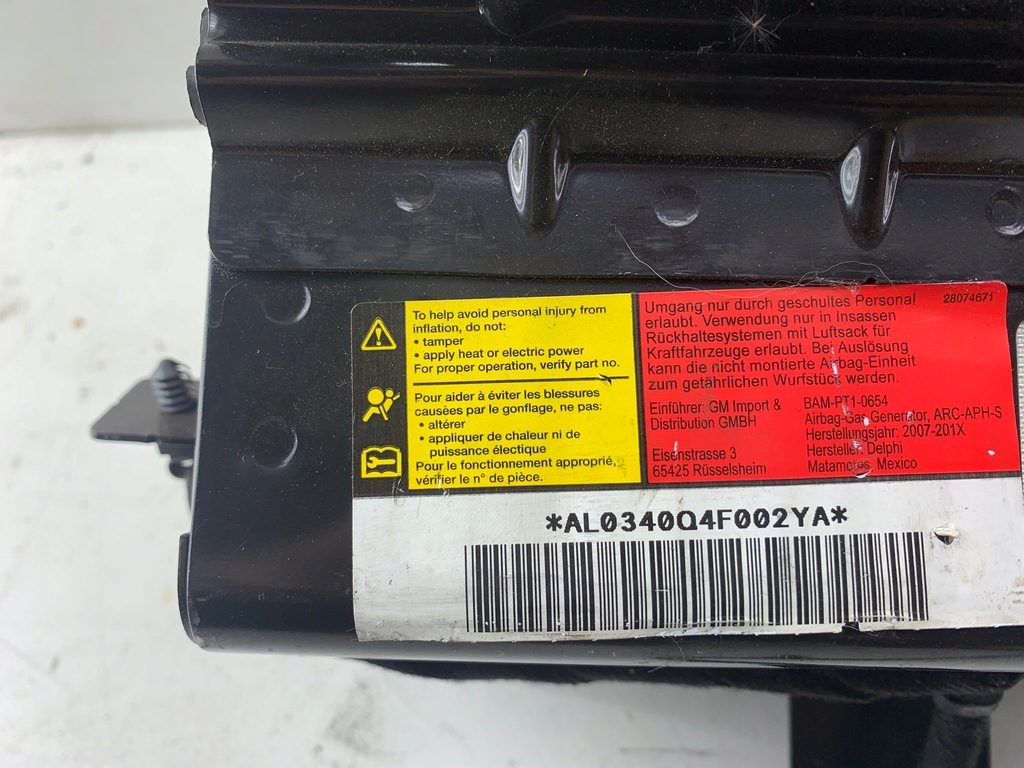 To help avoid personal injury from
inflation, do not:
• tamper
• apply heat or electric power
For proper operation, verify part no.
Pour aider à éviter les blessures
causées par le gonflage, ne pas:
• altérer
• appliquer de chaleur ni de
puissance électique
Pour le fonctionnement approprié,
vérifier le n° de pièce.
28074671
Umgang nur durch geschultes Personal
erlaubt. Verwendung nur in Insassen
Rückhaltesystemen mit Luftsack für
Kraftfahrzeuge erlaubt. Bei Auslösung
kann die nicht montierte Airbag-Einheit
zum getährlichen Wurfstück werden.
Einführer: GM Import &
Distribution GMBH
Eisenstrasse 3
65425 Rüsselsheim
BAM-PT1-0654
Airbag-Gas Generator, ARC-APH-S
Herstellungsjahr: 2007-201X
Hersteller: Delphi
Matamoros, Mexico
*AL0340Q4F002YA*